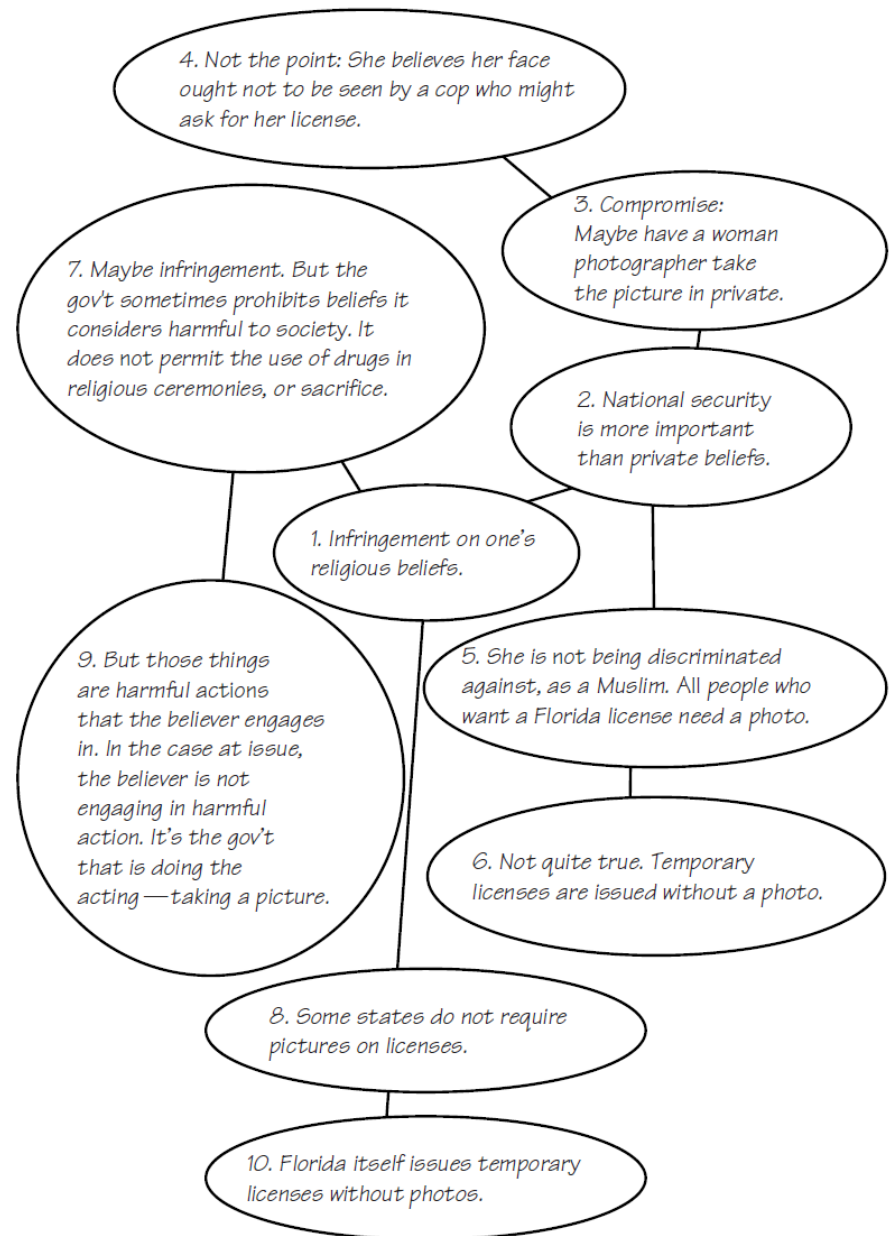 4. Not the point: She believes her face
ought not to be seen by a cop who might
ask for her license.
3. Compromise:
Maybe have a woman
photographer take
the picture in private.
7. Maybe infringement. But the
gov't sometimes prohibits beliefs it
considers harmful to society. It
does not permit the use of drugs in
religious ceremonies, or sacrifice.
2. National security
is more important
than private beliefs.
1. Infringement on one's
religious beliefs.
9. But those things
are harmful actions
that the believer engages
in. In the case at issue,
the believer is not
engaging in harmful
action. It's the gov't
that is doing the
acting—taking a picture.
5. She is not being discriminated
against, as a Muslim. All people who
want a Florida license need a photo.
6. Not quite true. Temporary
licenses are issued without a photo.
8. Some states do not require
pictures on licenses.
10. Florida itself issues temporary
licenses without photos.